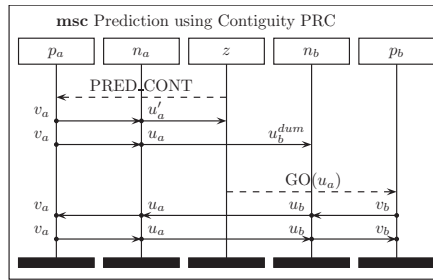 msc Prediction using Contiguity PRC
p_a n_a z n_b p_b
PRED_CONT
v_a u'_a
v_a u_a u_b^{dum}
GO(u_a)
v_a u_a u_b v_b
v_a u_a u_b v_b